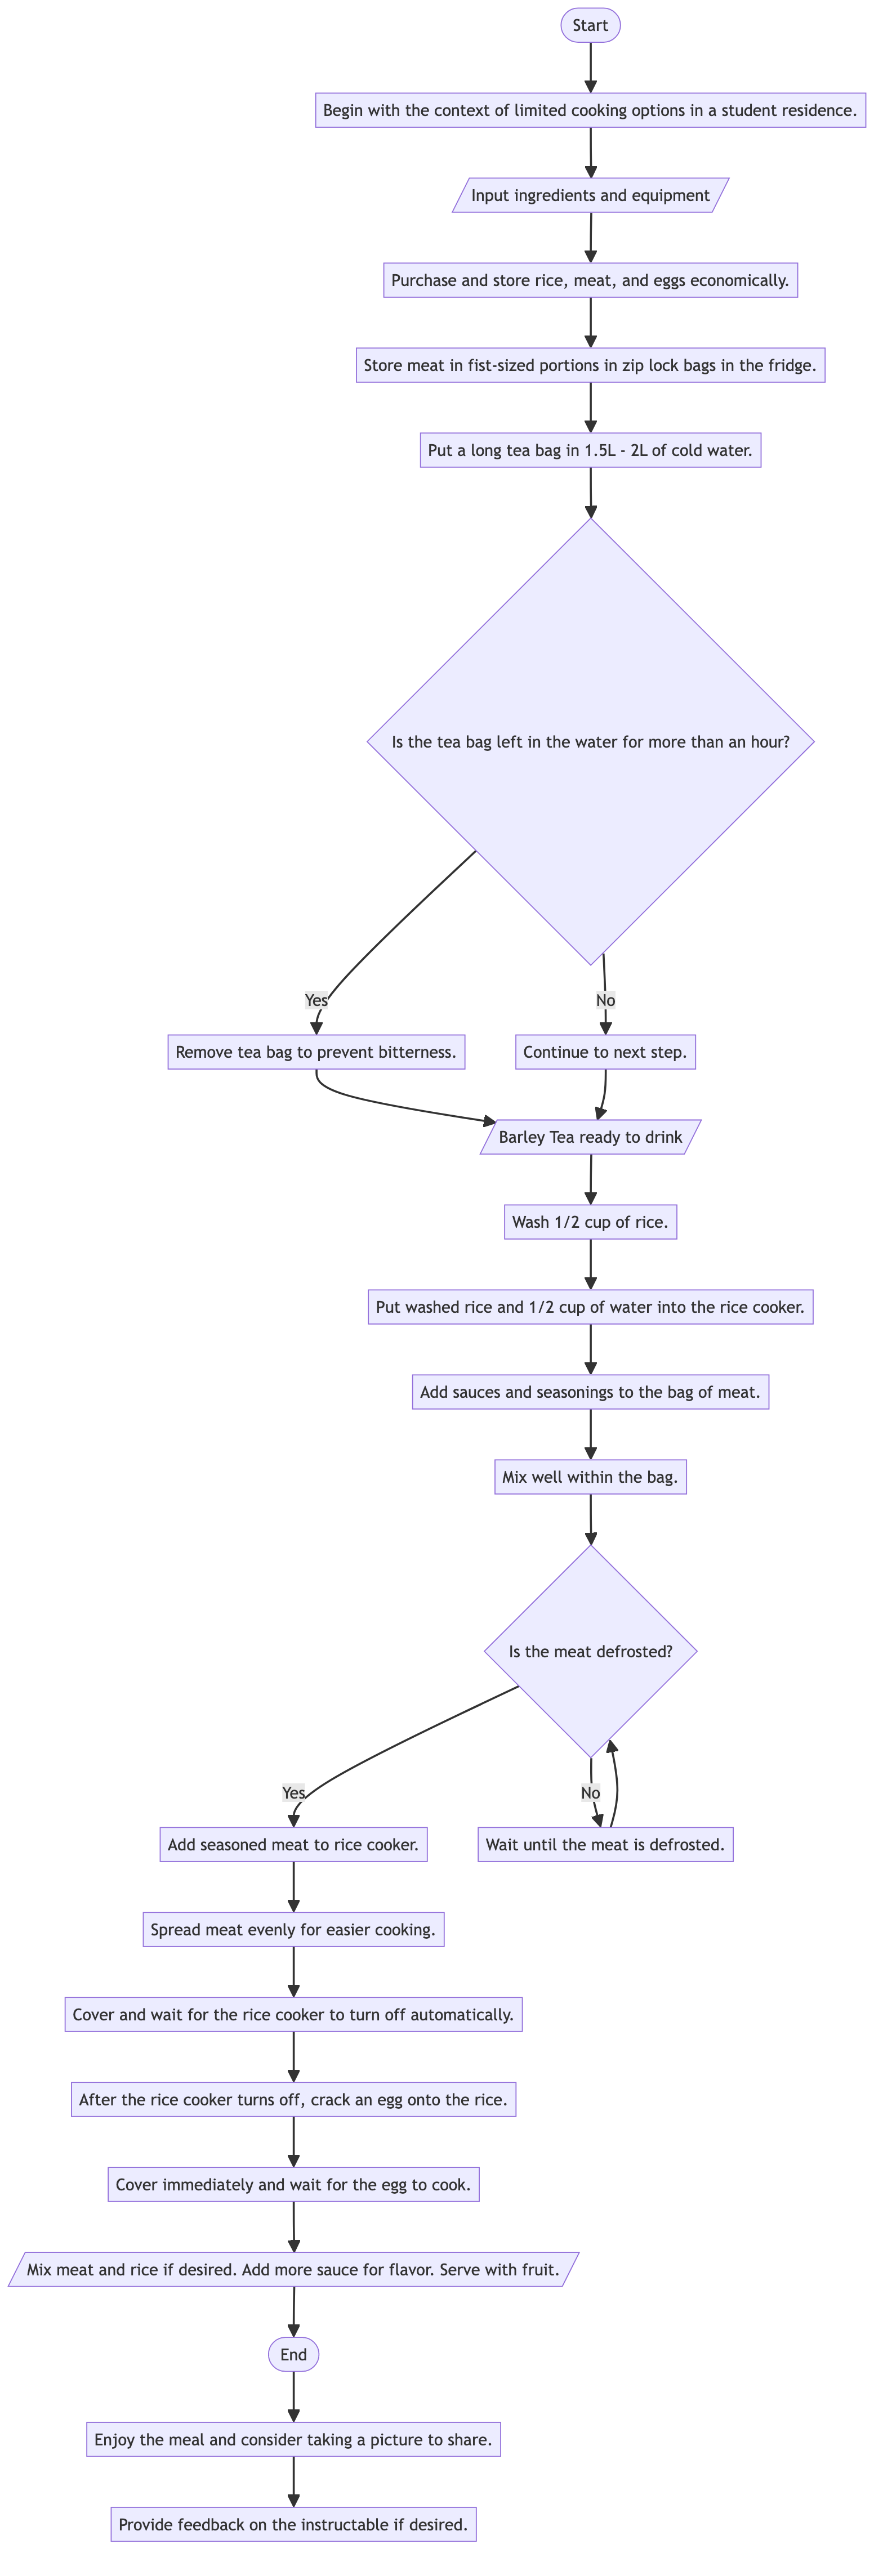 Start
Begin with the context of limited cooking options in a student residence.
Input ingredients and equipment
Purchase and store rice, meat, and eggs economically.
Store meat in fist-sized portions in zip lock bags in the fridge.
Put a long tea bag in 1.5L - 2L of cold water.
Is the tea bag left in the water for more than an hour?
Yes
No
Remove tea bag to prevent bitterness.
Continue to next step.
Barley Tea ready to drink
Wash 1/2 cup of rice.
Put washed rice and 1/2 cup of water into the rice cooker.
Add sauces and seasonings to the bag of meat.
Mix well within the bag.
Is the meat defrosted?
Yes
No
Add seasoned meat to rice cooker.
Wait until the meat is defrosted.
Spread meat evenly for easier cooking.
Cover and wait for the rice cooker to turn off automatically.
After the rice cooker turns off, crack an egg onto the rice.
Cover immediately and wait for the egg to cook.
Mix meat and rice if desired. Add more sauce for flavor. Serve with fruit.
End
Enjoy the meal and consider taking a picture to share.
Provide feedback on the instructable if desired.